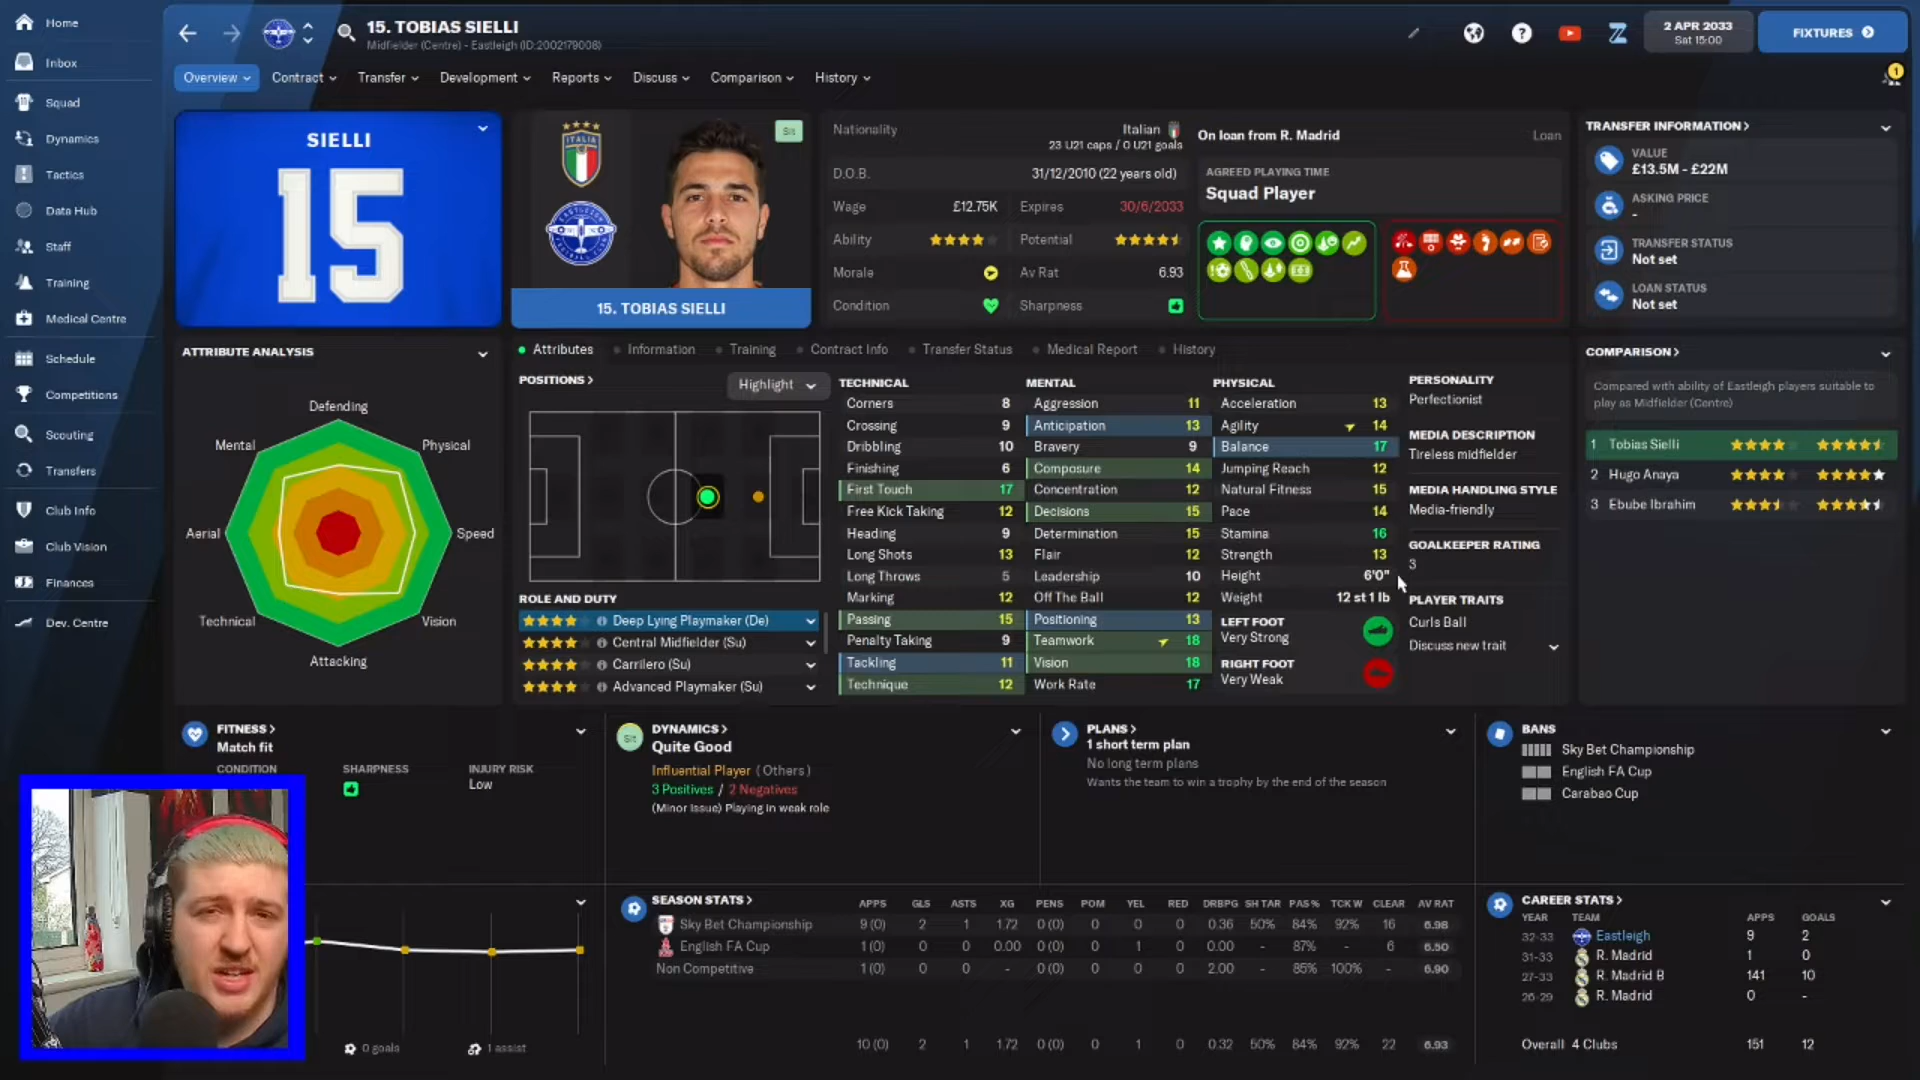 Home
Inbox
Squad
Dynamics
Tactics
Data Hub
Staff
Training
Medical Centre
Schedule
Competitions
Scouting
Transfers
Club Info
Club Vision
Finances
Dev. Centre
15. TOBIAS SIELLI
Midfielder (Centre) - Eastleigh (ID:2002179008)
2 APR 2033
Sat 15:00
FIXTURES
Overview Contract Transfer Development Reports Discuss Comparison History
1
SIELLI
15
ITALIA
Slt
15. TOBIAS SIELLI
Nationality Italian
23 U21 caps / 0 U21 goals
D.O.B. 31/12/2010 (22 years old)
Wage £12.75K Expires 30/6/2033
Ability Potential
Morale Av Rat 6.93
Condition Sharpness
On loan from R. Madrid Loan
AGREED PLAYING TIME
Squad Player
TRANSFER INFORMATION>
VALUE
£13.5M - £22M
ASKING PRICE
-
TRANSFER STATUS
Not set
LOAN STATUS
Not set
ATTRIBUTE ANALYSIS
Defending
Mental Physical
Aerial Speed
Technical Vision
Attacking
Attributes Information Training Contract Info Transfer Status Medical Report History
POSITIONS> Highlight
ROLE AND DUTY
Deep Lying Playmaker (De)
Central Midfielder (Su)
Carrilero (Su)
Advanced Playmaker (Su)
TECHNICAL
Corners 8
Crossing 9
Dribbling 10
Finishing 6
First Touch 17
Free Kick Taking 12
Heading 9
Long Shots 13
Long Throws 5
Marking 12
Passing 15
Penalty Taking 9
Tackling 11
Technique 12
MENTAL
Aggression 11
Anticipation 13
Bravery 9
Composure 14
Concentration 12
Decisions 15
Determination 15
Flair 12
Leadership 10
Off The Ball 12
Positioning 13
Teamwork 18
Vision 18
Work Rate 17
PHYSICAL
Acceleration 13
Agility 14
Balance 17
Jumping Reach 12
Natural Fitness 15
Pace 14
Stamina 16
Strength 13
Height 6'0"
Weight 12 st 1 lb
LEFT FOOT
Very Strong
RIGHT FOOT
Very Weak
PERSONALITY
Perfectionist
MEDIA DESCRIPTION
Tireless midfielder
MEDIA HANDLING STYLE
Media-friendly
GOALKEEPER RATING
3
PLAYER TRAITS
Curls Ball
Discuss new trait
COMPARISON>
Compared with ability of Eastleigh players suitable to
play as Midfielder (Centre)
1 Tobias Sielli
2 Hugo Anaya
3 Ebube Ibrahim
FITNESS>
Match fit
CONDITION SHARPNESS INJURY RISK
Low
0 goals 1 assist
Slt
DYNAMICS>
Quite Good
Influential Player (Others)
3 Positives / 2 Negatives
(Minor Issue) Playing in weak role
PLANS>
1 short term plan
No long term plans
Wants the team to win a trophy by the end of the season
BANS
Sky Bet Championship
English FA Cup
Carabao Cup
SEASON STATS> APPS GLS ASTS XG PENS POM YEL RED DRBPG SH TAR PAS % TCK W CLEAR AV RAT
Sky Bet Championship 9 (0) 2 1 1.72 0 (0) 0 0 0 0.36 50% 84% 92% 16 6.98
English FA Cup 1 (0) 0 0 0.00 0 (0) 0 1 0 0.00 - 87% - 6 6.50
Non Competitive 1 (0) 0 0 - 0 (0) 0 0 0 2.00 - 85% 100% - 6.90
10 (0) 2 1 1.72 0 (0) 0 1 0 0.32 50% 84% 92% 22 6.93
CAREER STATS>
YEAR TEAM APPS GOALS
32-33 Eastleigh 9 2
31-33 R. Madrid 1 0
27-33 R. Madrid B 141 10
26-29 R. Madrid 0 -
Overall 4 Clubs 151 12